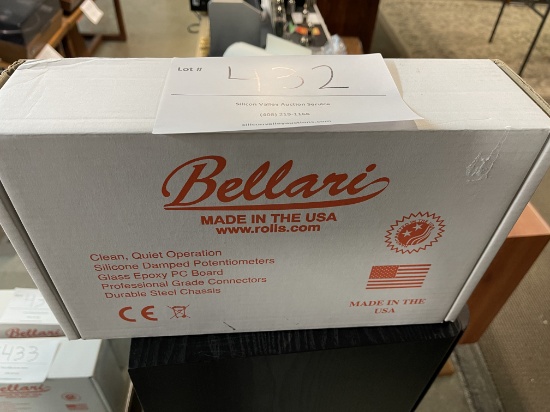 Lot # 432
Silicon Valley Auction Service
Bellari
MADE IN THE USA
www.rolls.com
Clean, Quiet Operation
Silicone Damped Potentiometers
Glass Epoxy PC Board
Professional Grade Connectors
Durable Steel Chassis
CE
MADE IN THE
USA
433
Bellari